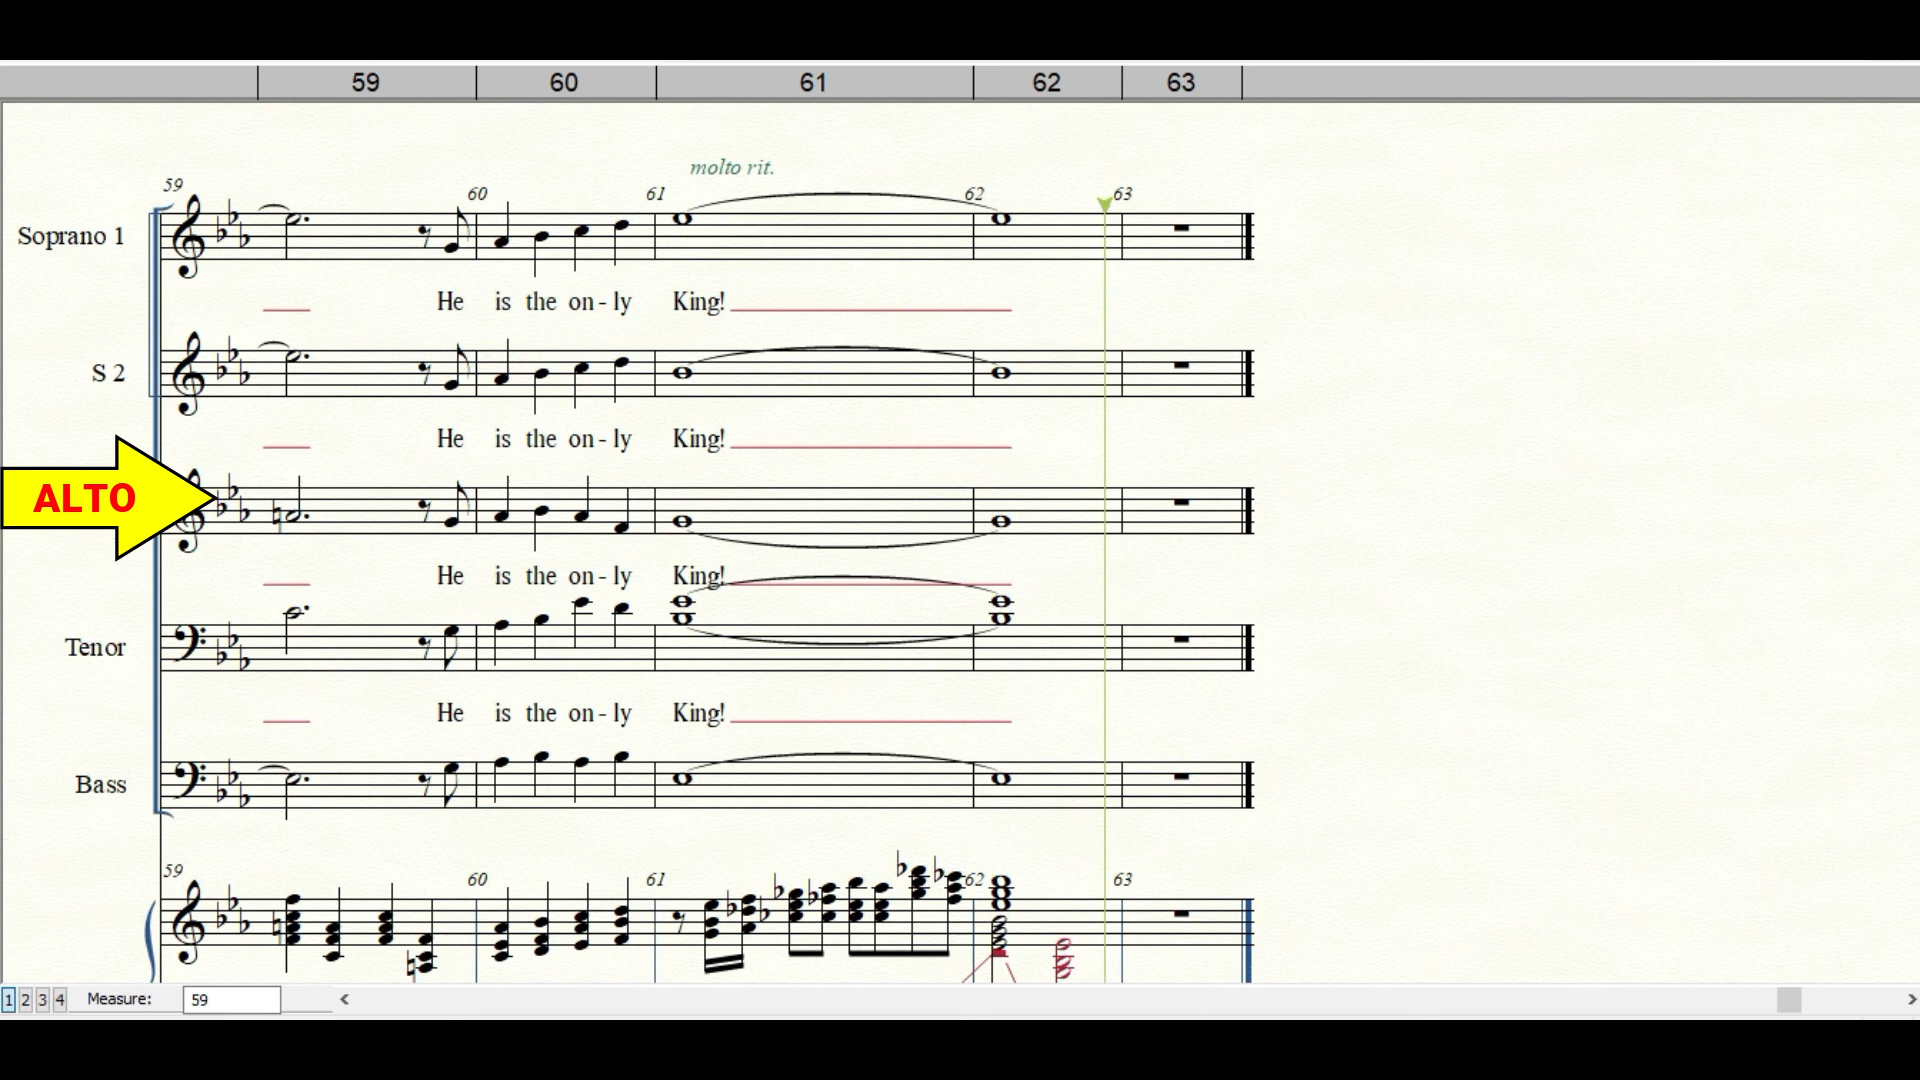 59 60 61 62 63
molto rit.
59 60 61 62 63
Soprano 1
He is the on - ly King!
S 2
He is the on - ly King!
ALTO
He is the on - ly King!
Tenor
He is the on - ly King!
Bass
59 60 61 62 63
1 2 3 4 Measure: 59